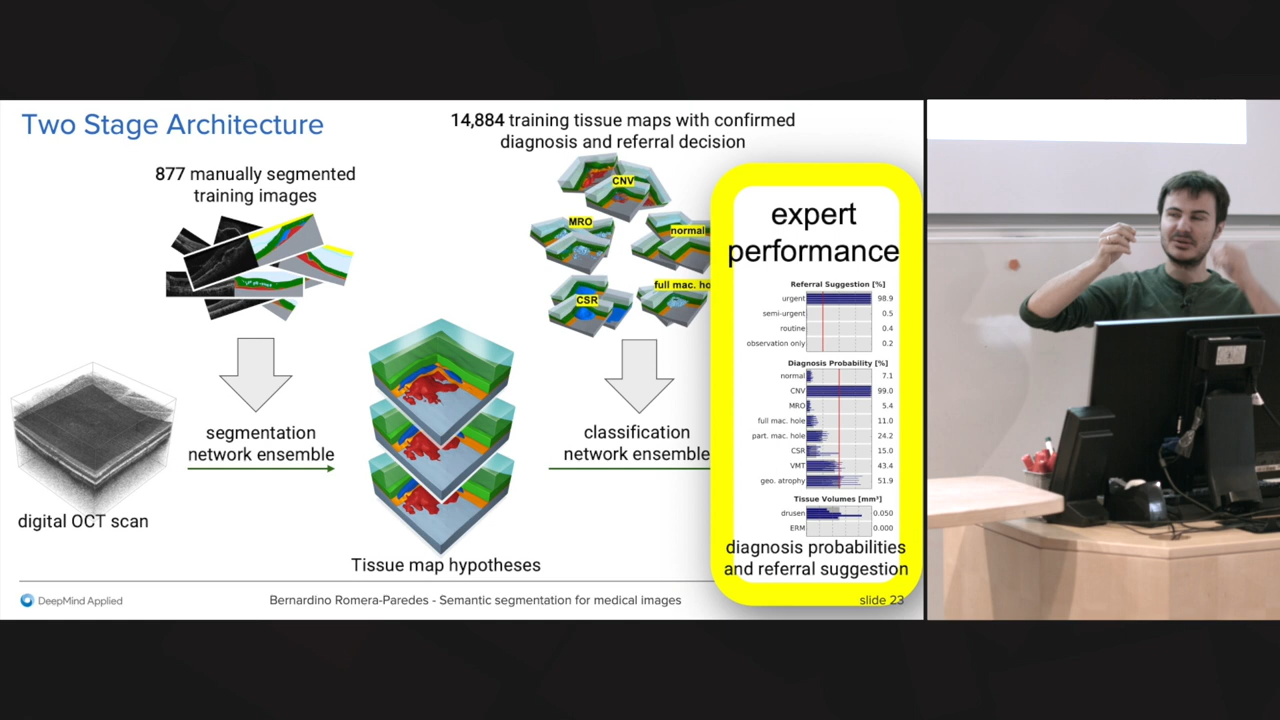 Two Stage Architecture
877 manually segmented
training images
14,884 training tissue maps with confirmed
diagnosis and referral decision
CNV
MRO
normal
CSR
full mac. ho
digital OCT scan
segmentation
network ensemble
Tissue map hypotheses
classification
network ensemble
expert
performance
Referral Suggestion [%]
urgent 98.9
semi-urgent 0.5
routine 0.4
observation only 0.2
Diagnosis Probability [%]
normal 7.1
CNV 99.0
MRO 5.4
full mac. hole 11.0
part. mac. hole 24.2
CSR 15.0
VMT 43.4
geo. atrophy 51.9
Tissue Volumes [mm³]
drusen 0.050
ERM 0.000
diagnosis probabilities
and referral suggestion
DeepMind Applied
Bernardino Romera-Paredes - Semantic segmentation for medical images
slide 23